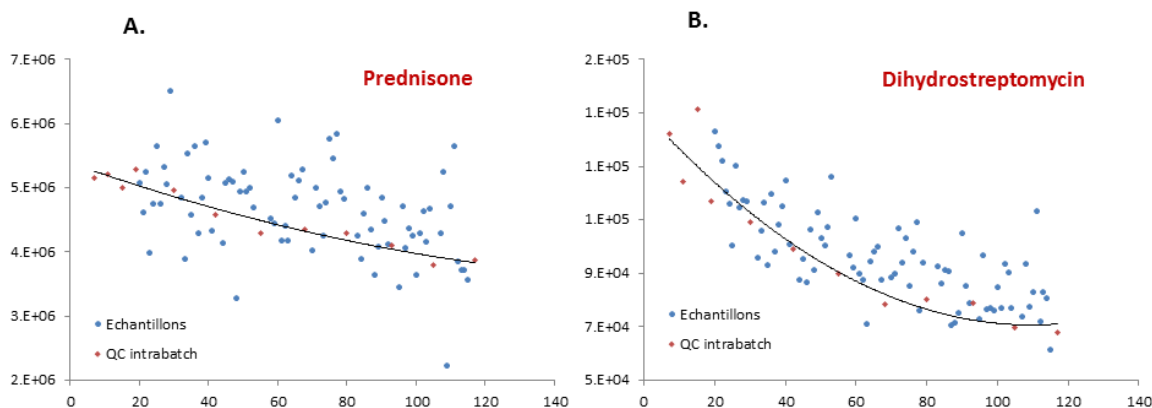 A.
Prednisone
7.E+06
6.E+06
5.E+06
4.E+06
3.E+06
2.E+06
Echantillons
QC intrabatch
0 20 40 60 80 100 120 140
B.
Dihydrostreptomycin
2.E+05
1.E+05
1.E+05
1.E+05
9.E+04
7.E+04
5.E+04
Echantillons
QC intrabatch
0 20 40 60 80 100 120 140